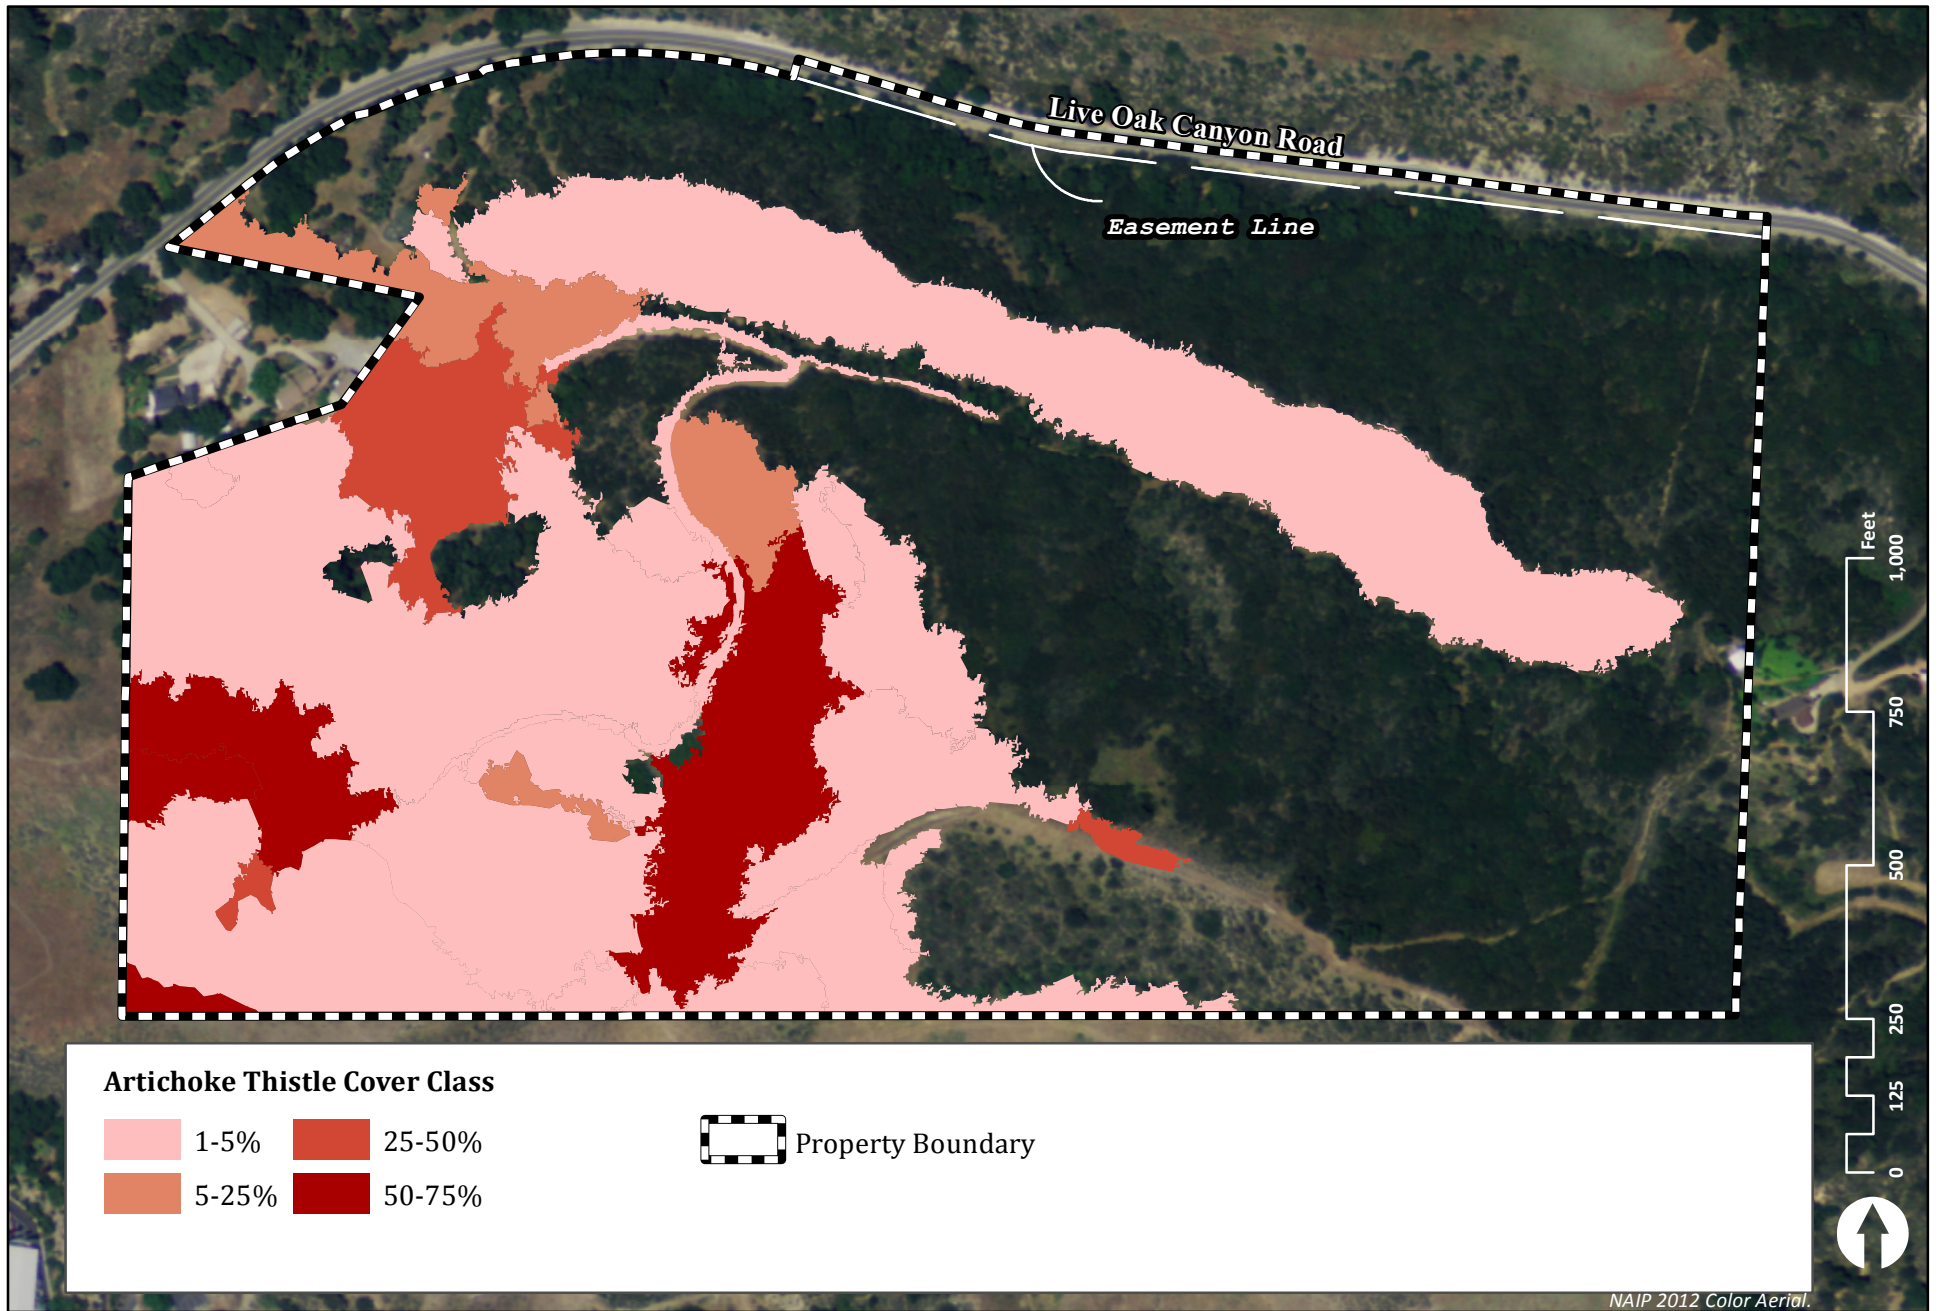 Live Oak Canyon Road
Easement Line
Feet
1,000
750
500
250
125
0
Artichoke Thistle Cover Class
1-5%
25-50%
5-25%
50-75%
Property Boundary
NAIP 2012 Color Aerial.